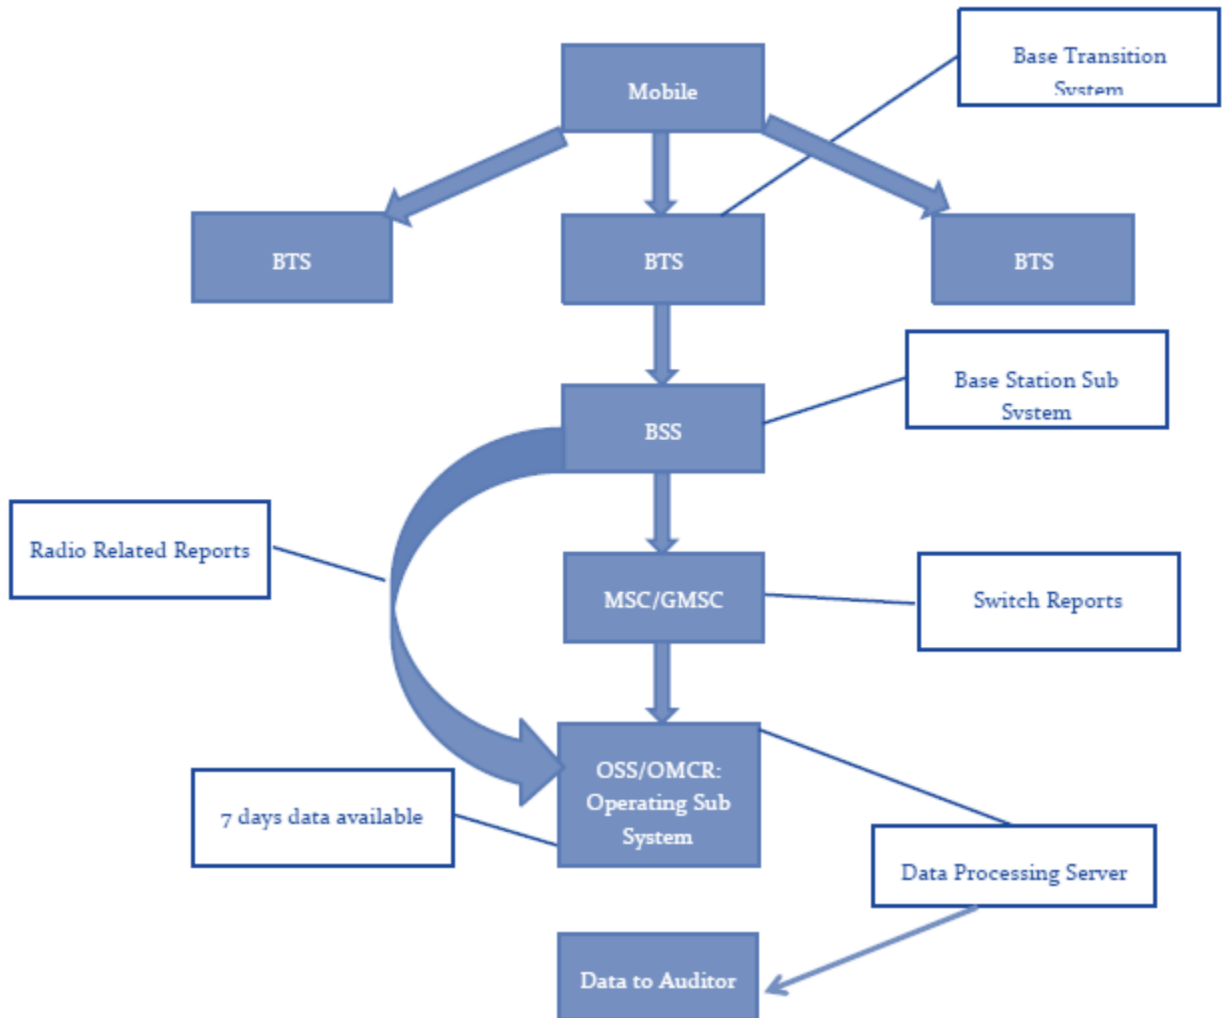 Base Transition
System
Mobile
BTS
BTS
BTS
Base Station Sub
System
BSS
Radio Related Reports
MSC/GMSC
Switch Reports
OSS/OMCR:
Operating Sub
System
7 days data available
Data Processing Server
Data to Auditor